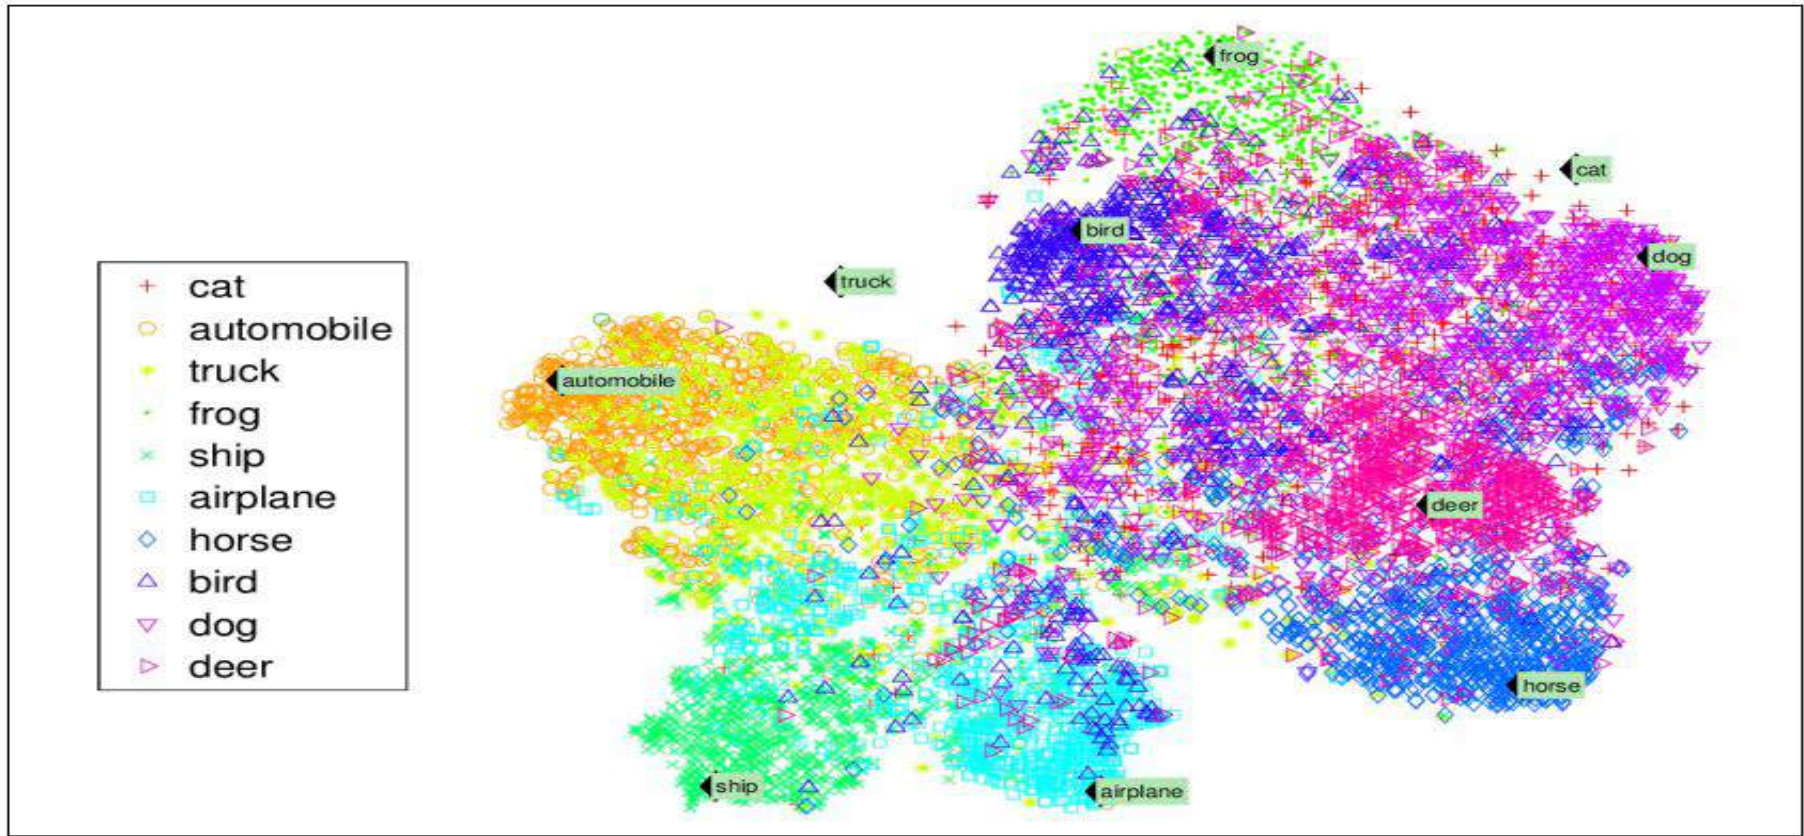 frog
cat
bird
dog
truck
cat
automobile
truck
frog
ship
airplane
horse
bird
dog
deer
automobile
deer
horse
ship
airplane